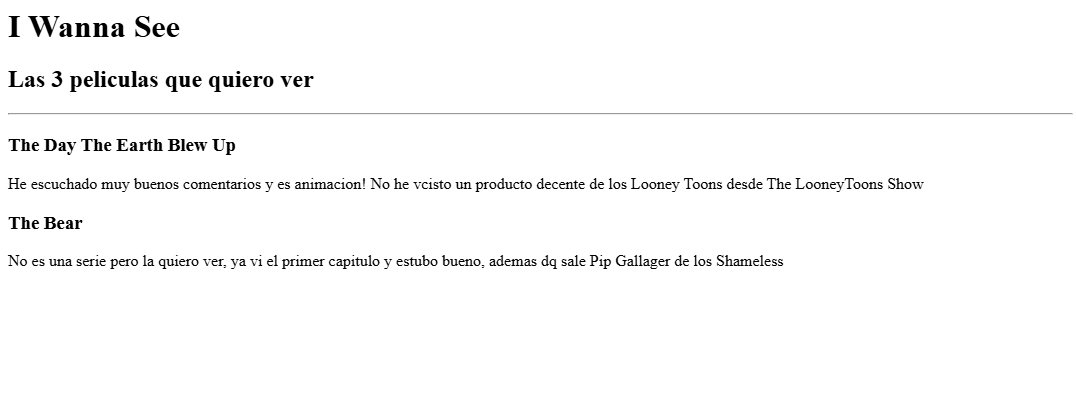 I Wanna See
Las 3 peliculas que quiero ver
The Day The Earth Blew Up
He escuchado muy buenos comentarios y es animacion! No he vcisto un producto decente de los Looney Toons desde The LooneyToons Show
The Bear
No es una serie pero la quiero ver, ya vi el primer capitulo y estubo bueno, ademas dq sale Pip Gallager de los Shameless